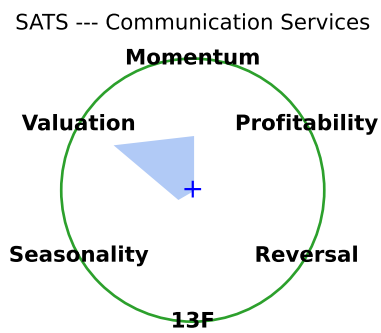 SATS --- Communication Services
Momentum
Valuation
Profitability
Seasonality
Reversal
13F